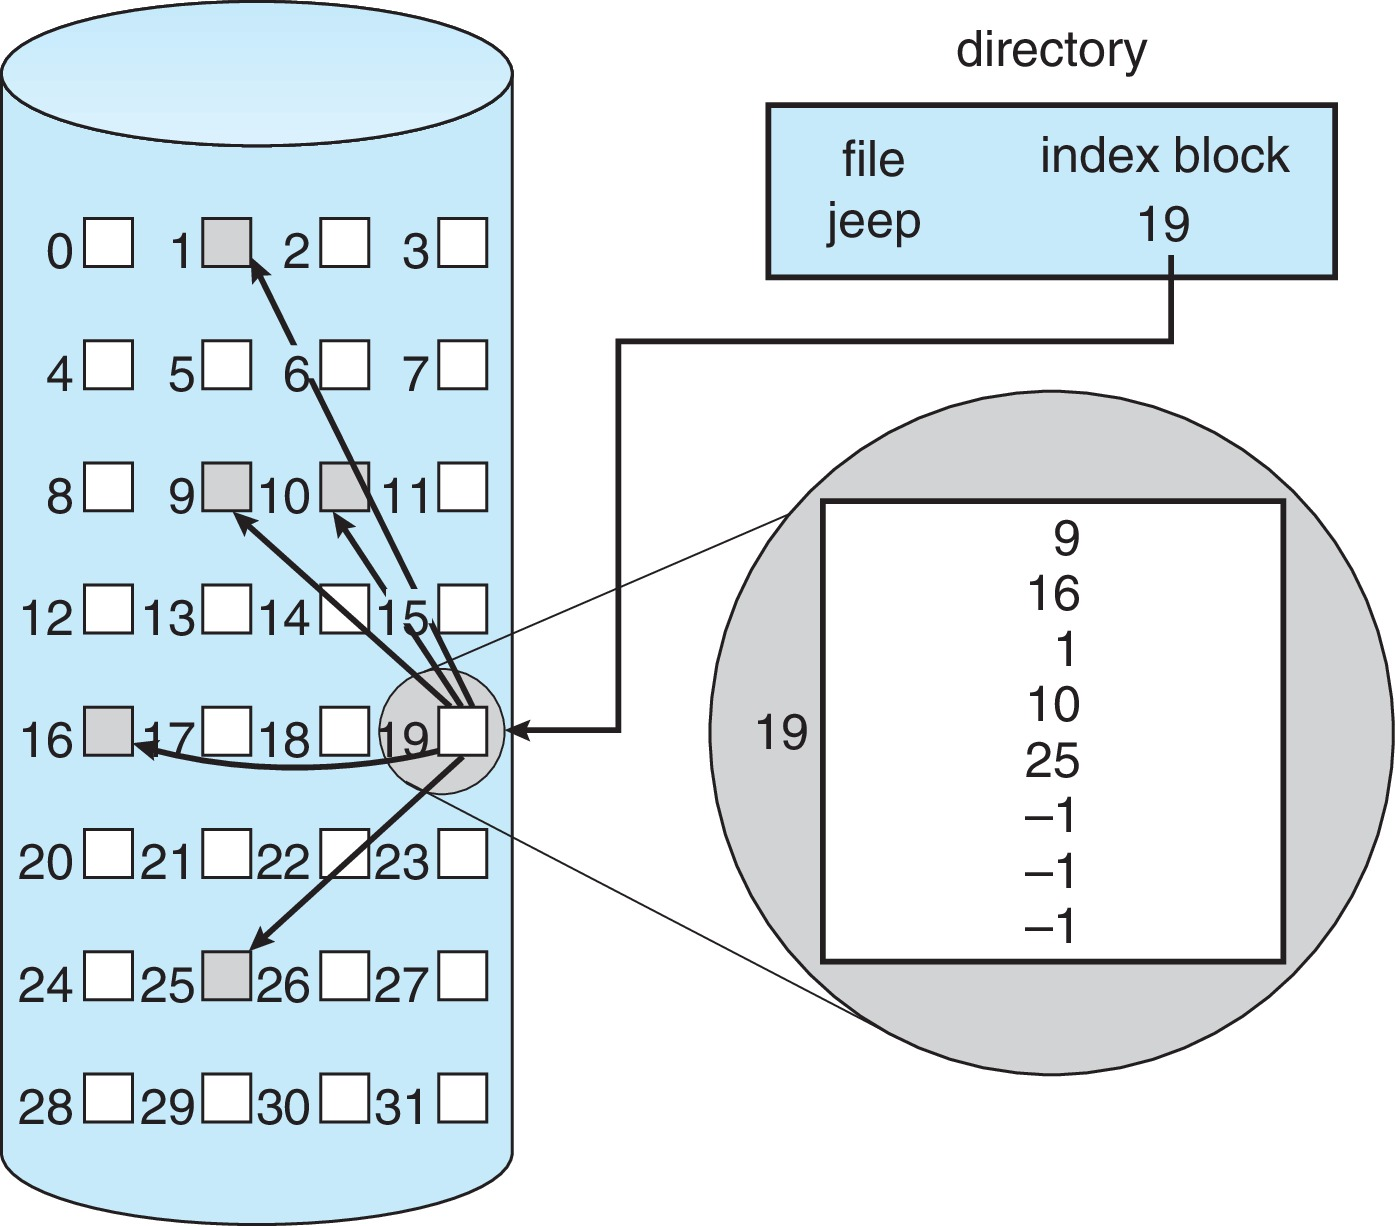 directory
file index block
jeep 19
0 1 2 3
4 5 6 7
8 9 10 11
12 13 14 15
16 17 18 19
20 21 22 23
24 25 26 27
28 29 30 31
19
9
16
1
10
25
–1
–1
–1